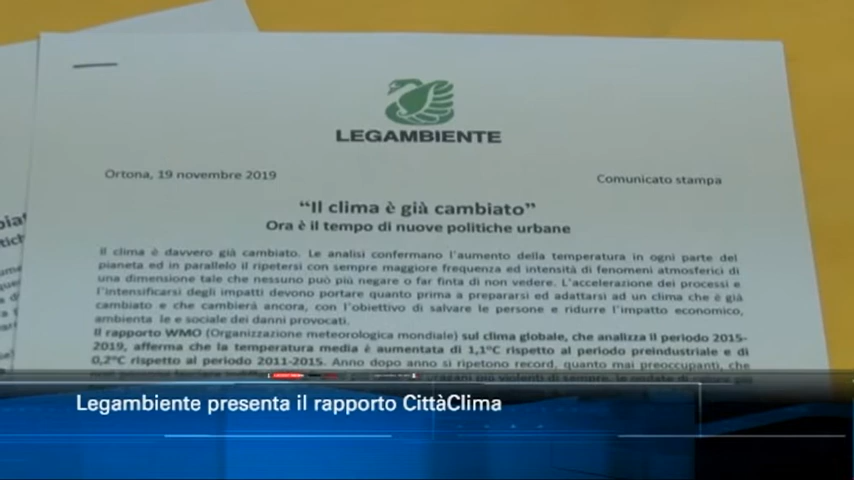 LEGAMBIENTE
Ortona, 19 novembre 2019
Comunicato stampa
“Il clima è già cambiato”
Ora è il tempo di nuove politiche urbane
Il clima è davvero già cambiato. Le analisi confermano l'aumento della temperatura in ogni parte del
pianeta ed in parallelo il ripetersi con sempre maggiore frequenza ed intensità di fenomeni atmosferici di
una dimensione tale che nessuno può più negare o far finta di non vedere. L'accelerazione dei processi e
l'intensificarsi degli impatti devono portare quanto prima a prepararsi ed adattarsi ad un clima che è già
cambiato e che cambierà ancora, con l'obiettivo di salvare le persone e ridurre l'impatto economico,
ambienta le e sociale dei danni provocati.
Il rapporto WMO (Organizzazione meteorologica mondiale) sul clima globale, che analizza il periodo 2015-
2019, afferma che la temperatura media è aumentata di 1,1°C rispetto al periodo preindustriale e di
0,2°C rispetto al periodo 2011-2015. Anno dopo anno si ripetono record, quanto mai preoccupanti, che
Legambiente presenta il rapporto CittàClima